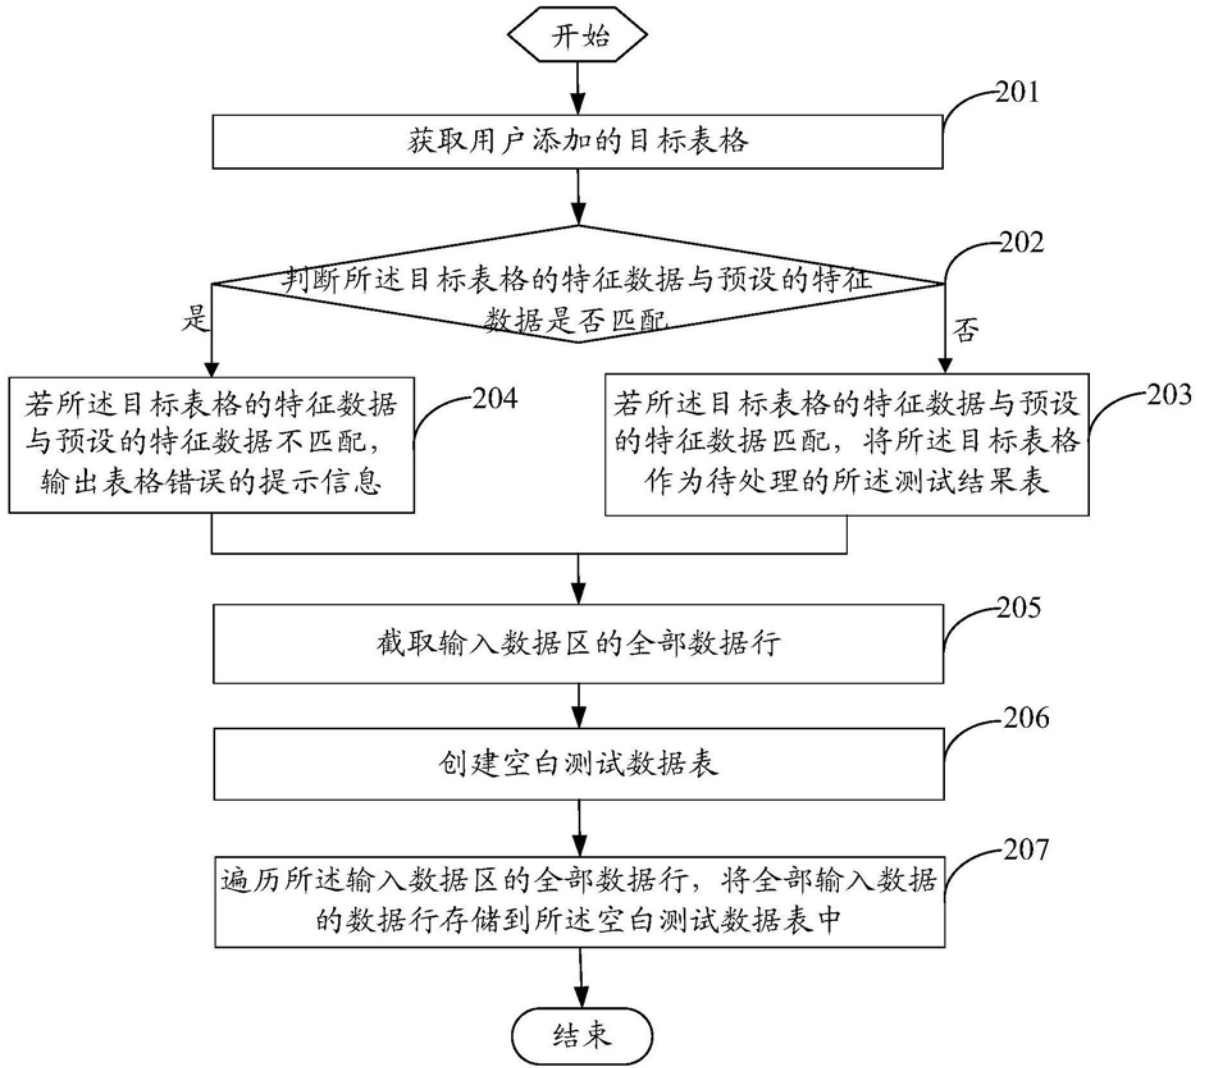 开始
201
获取用户添加的目标表格
202
判断所述目标表格的特征数据与预设的特征
数据是否匹配
是
否
204
若所述目标表格的特征数据
与预设的特征数据不匹配，
输出表格错误的提示信息
203
若所述目标表格的特征数据与预设
的特征数据匹配，将所述目标表格
作为待处理的所述测试结果表
205
截取输入数据区的全部数据行
206
创建空白测试数据表
207
遍历所述输入数据区的全部数据行，将全部输入数据
的数据行存储到所述空白测试数据表中
结束